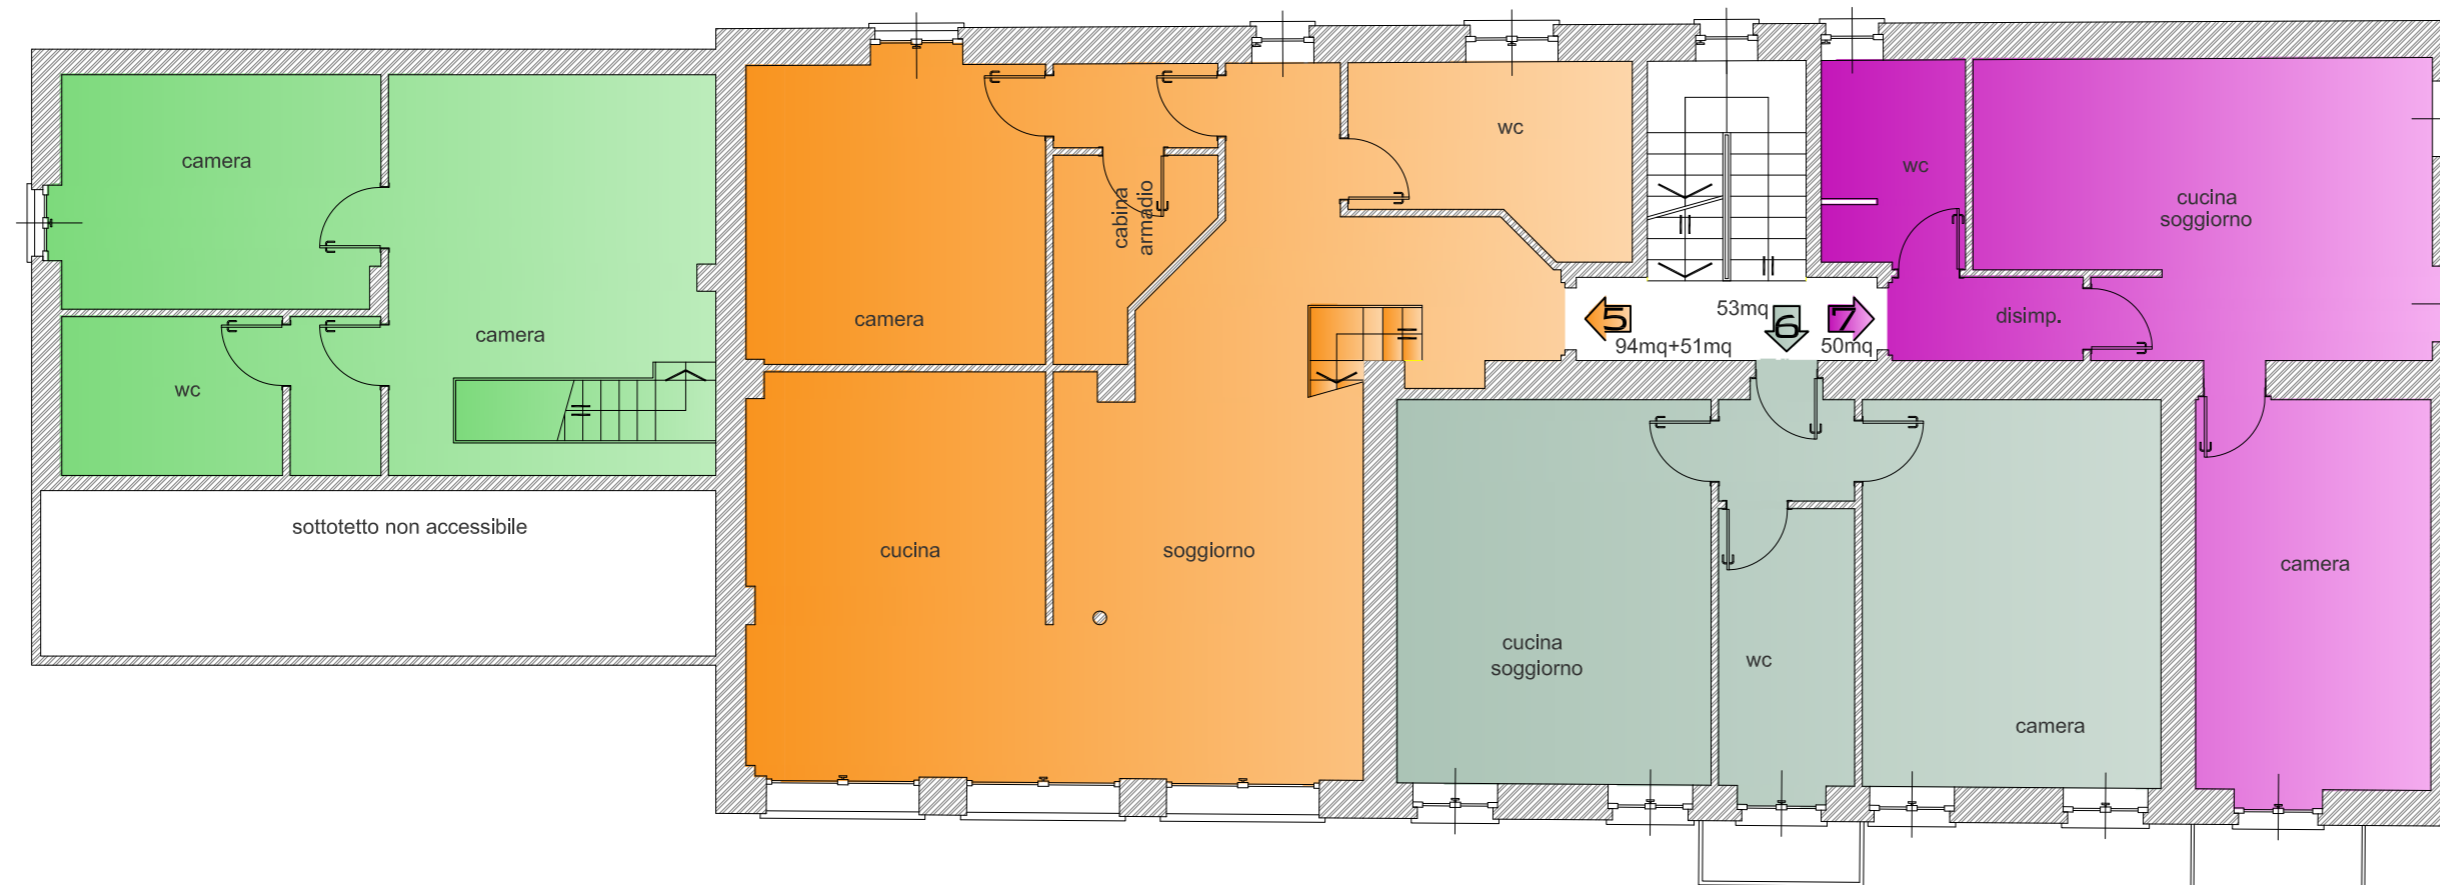 camera
camera
wc
sottotetto non accessibile
camera
cabina
armadio
wc
cucina
soggiorno
5
53mq
6
7
94mq+51mq
50mq
wc
cucina
soggiorno
disimp.
cucina
soggiorno
wc
camera
camera